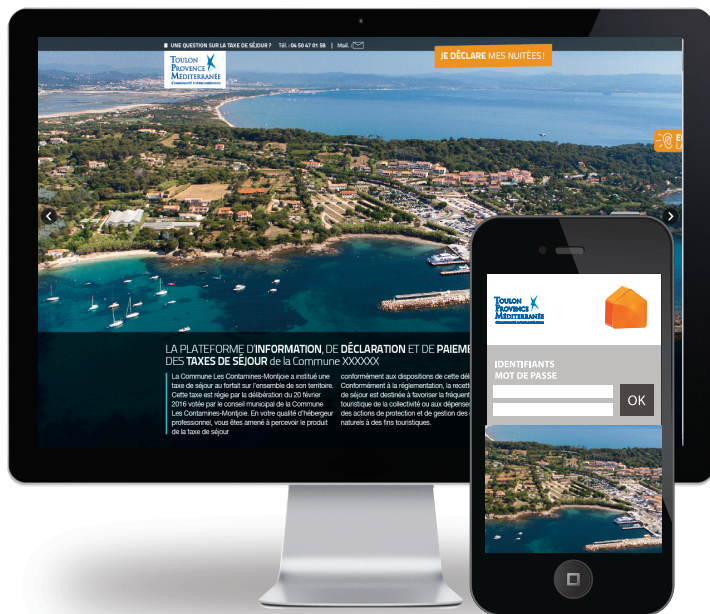 UNE QUESTION SUR LA TAXE DE SÉJOUR ? Tél. : 04 50 47 01 58 | Mail. :
JE DÉCLARE MES NUITÉES !
TOULON
PROVENCE
MÉDITERRANÉE
LA PLATEFORME D'INFORMATION, DE DÉCLARATION ET DE PAIEME
DES TAXES DE SÉJOUR de la Commune XXXXXX
La Commune Les Contamines-Montjoie a institué une
taxe de séjour au forfait sur l'ensemble de son territoire.
Cette taxe est régie par la délibération du 20 février
2016 votée par le conseil municipal de la Commune
Les Contamines-Montjoie. En votre qualité d'hébergeur
professionnel, vous êtes amené à percevoir le produit
de la taxe de séjour
conformément aux dispositions de cette dél
Conformément à la réglementation, la recett
de séjour est destinée à favoriser la fréquent
touristique de la collectivité ou aux dépenses
des actions de protection et de gestion des
naturels à des fins touristiques.
TOULON
PROVENCE
MÉDITERRANÉE
IDENTIFIANTS
MOT DE PASSE
OK